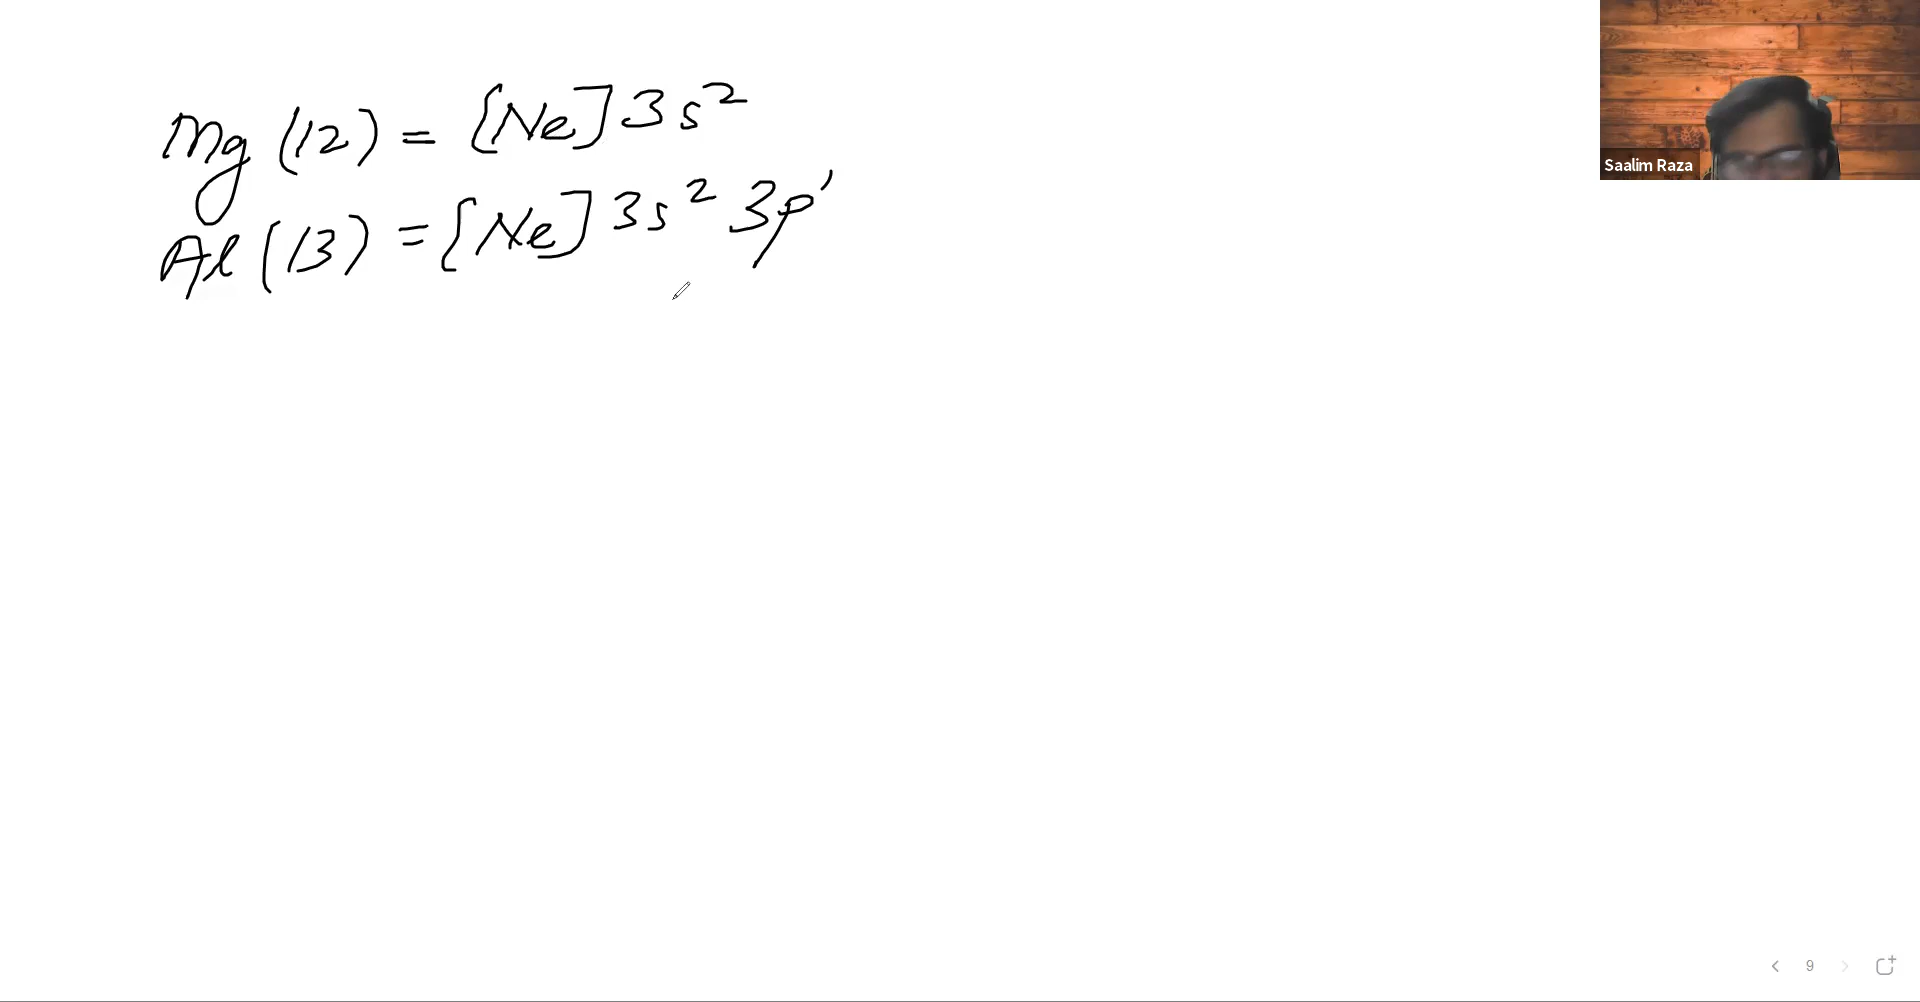 Mg (12) = [Ne] 3s²
Al (13) = [Ne] 3s² 3p¹
Saalim Raza
9